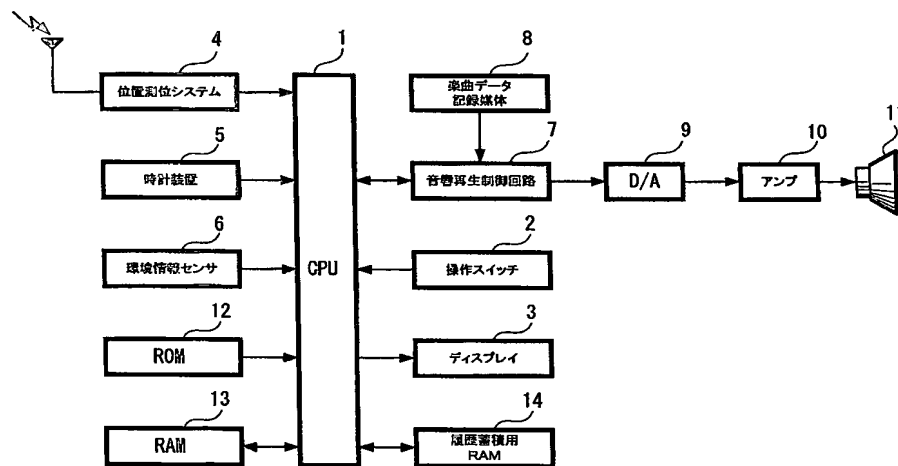 4
位置測位システム
1
CPU
8
楽曲データ
記録媒体
5
時計装置
7
音響再生制御回路
9
D/A
10
アンプ
11
6
環境情報センサ
2
操作スイッチ
12
ROM
3
ディスプレイ
13
RAM
14
履歴蓄積用
RAM